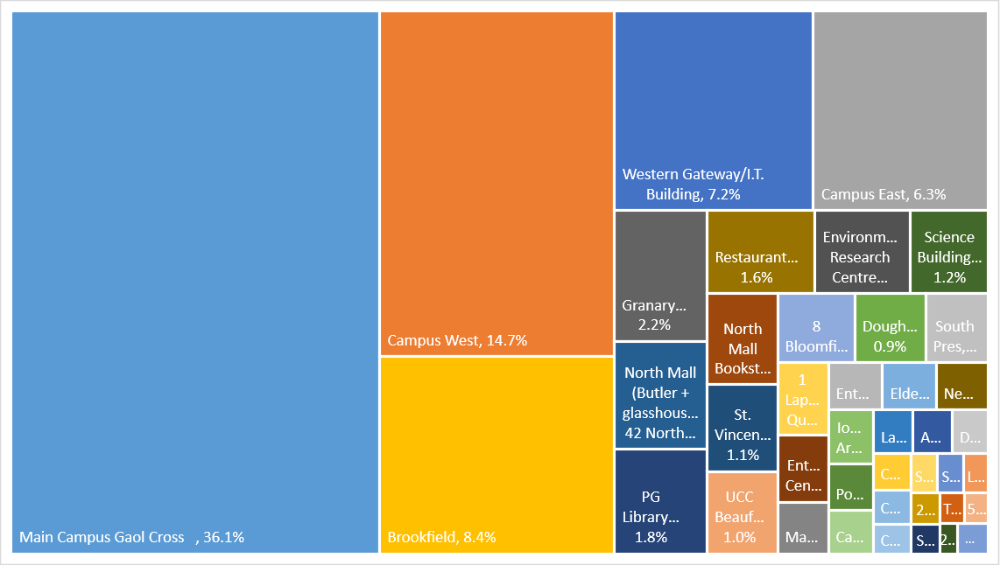 Main Campus Gaol Cross , 36.1%
Campus West, 14.7%
Brookfield, 8.4%
Western Gateway/I.T.
Building, 7.2%
Campus East, 6.3%
Granary...
2.2%
North Mall
(Butler +
glasshous...
42 North...
PG
Library...
1.8%
Restaurant...
1.6%
Environm...
Research
Centre...
Science
Building...
1.2%
North
Mall
Bookst...
St.
Vincen...
1.1%
UCC
Beauf...
1.0%
8
Bloomfi...
Dough...
0.9%
South
Pres,...
1
Lap...
Qu...
Ent...
Cen...
Ma...
Ent...
Elde...
Ne...
Io...
Ar...
Po...
Ca...
La...
A...
D...
C...
S...
S...
L...
C...
2...
T...
5...
C...
S...
2...
...